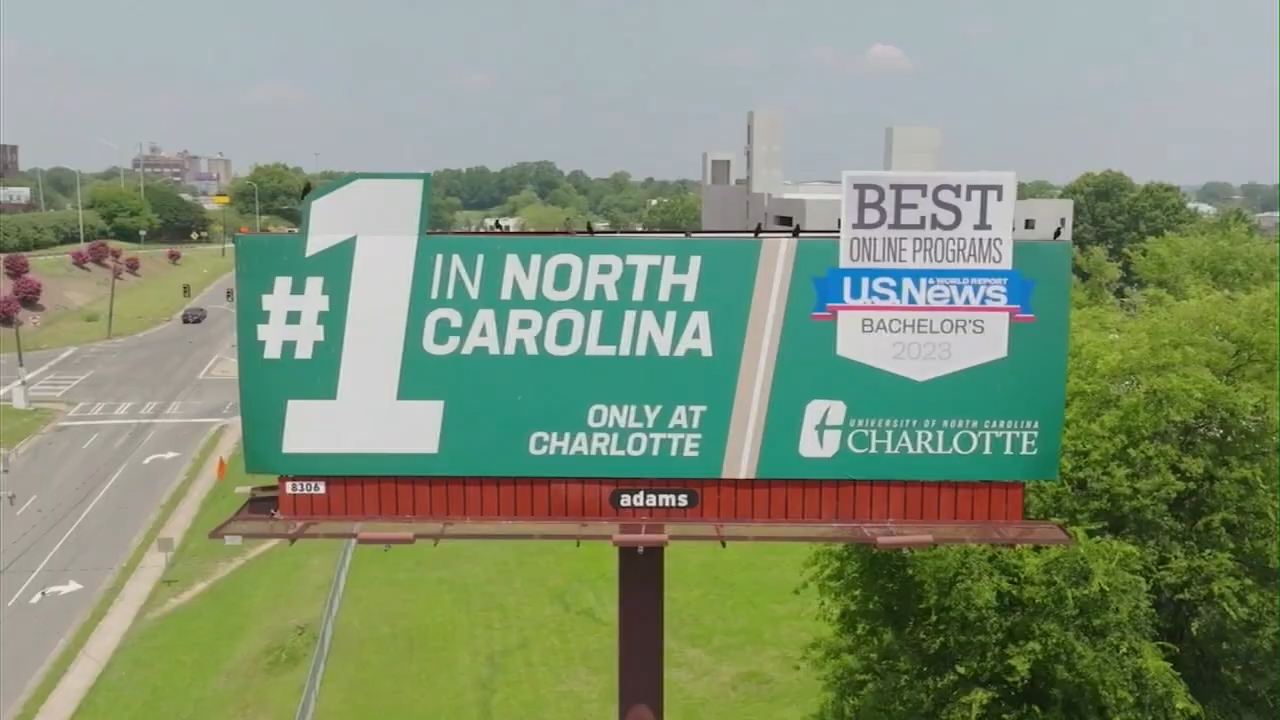 #1 IN NORTH
CAROLINA
ONLY AT
CHARLOTTE
BEST
ONLINE PROGRAMS
U.S. News
& WORLD REPORT
BACHELOR'S
2023
UNIVERSITY OF NORTH CAROLINA
CHARLOTTE
8306
adams